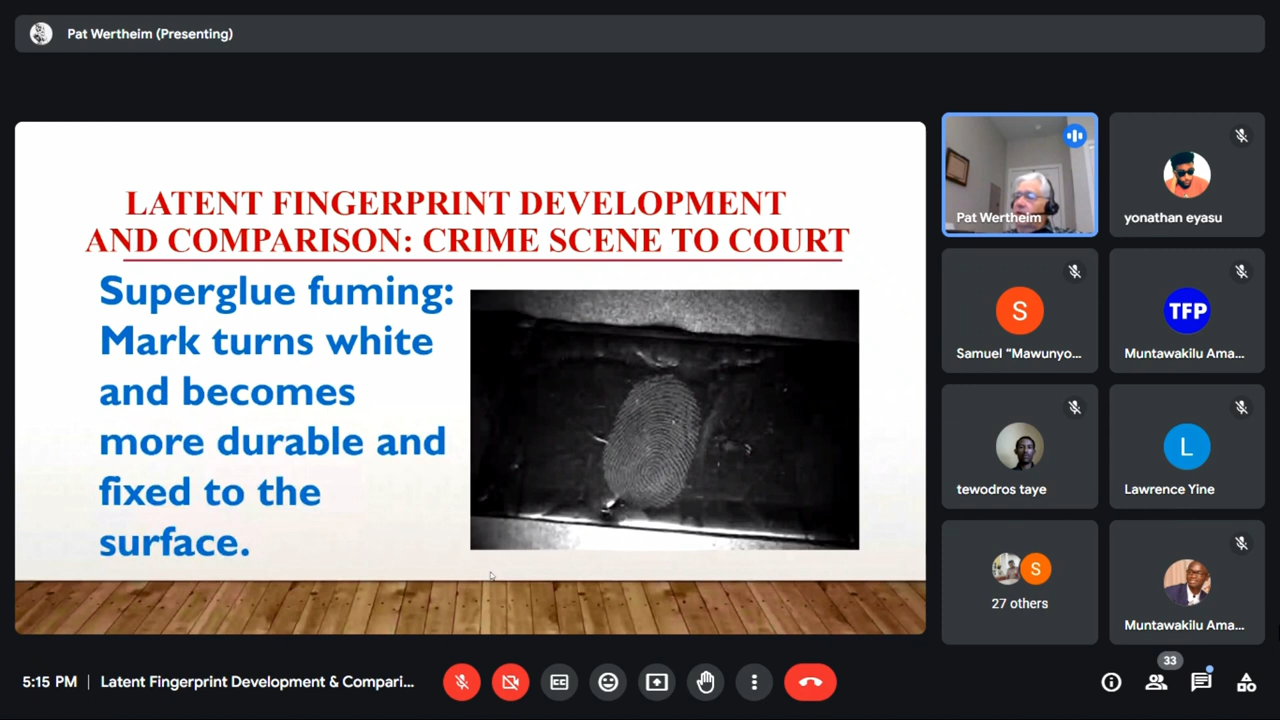 Pat Wertheim (Presenting)
LATENT FINGERPRINT DEVELOPMENT
AND COMPARISON: CRIME SCENE TO COURT
Superglue fuming:
Mark turns white
and becomes
more durable and
fixed to the
surface.
Pat Wertheim
yonathan eyasu
S
Samuel "Mawunyo...
TFP
Muntawakilu Ama...
tewodros taye
L
Lawrence Yine
S
27 others
Muntawakilu Ama...
5:15 PM | Latent Fingerprint Development & Compari...
CC
33